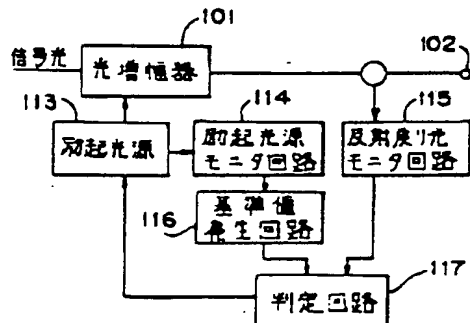 101
102
信号光
光増幅器
113
114
115
励起光源
励起光源
モニタ回路
反射戻り光
モニタ回路
116
基準値
発生回路
117
判定回路